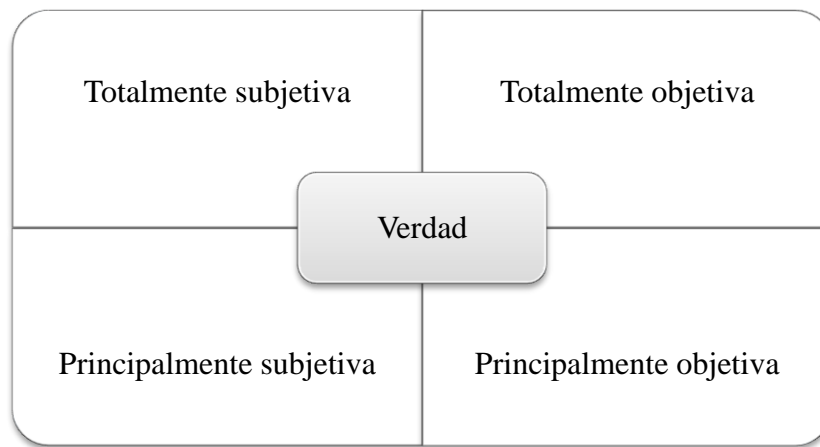 Totalmente subjetiva
Totalmente objetiva
Verdad
Principalmente subjetiva
Principalmente objetiva